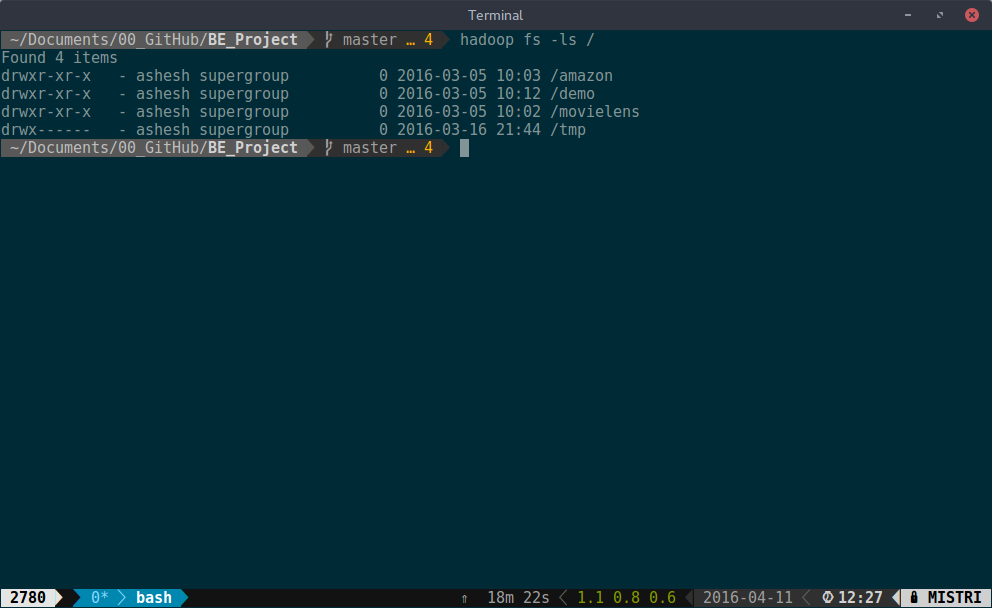 Terminal
~/Documents/00_GitHub/BE_Project master … 4 hadoop fs -ls /
Found 4 items
drwxr-xr-x   - ashesh supergroup          0 2016-03-05 10:03 /amazon
drwxr-xr-x   - ashesh supergroup          0 2016-03-05 10:12 /demo
drwxr-xr-x   - ashesh supergroup          0 2016-03-05 10:02 /movielens
drwx------   - ashesh supergroup          0 2016-03-16 21:44 /tmp
~/Documents/00_GitHub/BE_Project master … 4
2780 0* bash ⇑ 18m 22s 1.1 0.8 0.6 2016-04-11 12:27 MISTRI